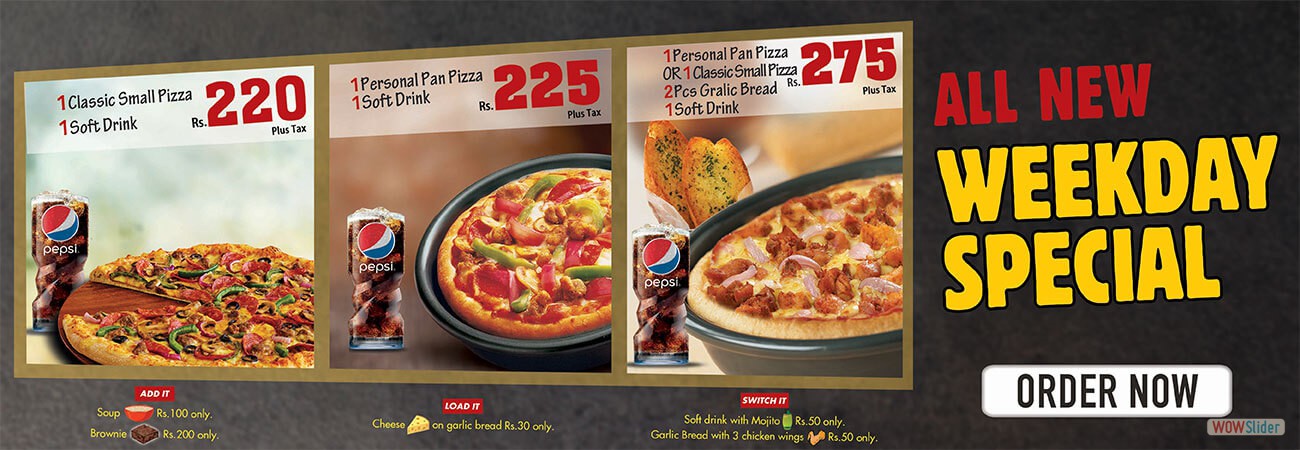 1 Classic Small Pizza
1 Soft Drink
Rs. 220
Plus Tax
pepsi
1 Personal Pan Pizza
1 Soft Drink
Rs. 225
Plus Tax
pepsi
1 Personal Pan Pizza
OR 1 Classic Small Pizza
2 Pcs Gralic Bread
1 Soft Drink
Rs. 275
Plus Tax
pepsi
ALL NEW
WEEKDAY
SPECIAL
ORDER NOW
WOWSlider
ADD IT
Soup Rs.100 only.
Brownie Rs.200 only.
LOAD IT
Cheese on garlic bread Rs.30 only.
SWITCH IT
Soft drink with Mojito Rs.50 only.
Garlic Bread with 3 chicken wings Rs.50 only.